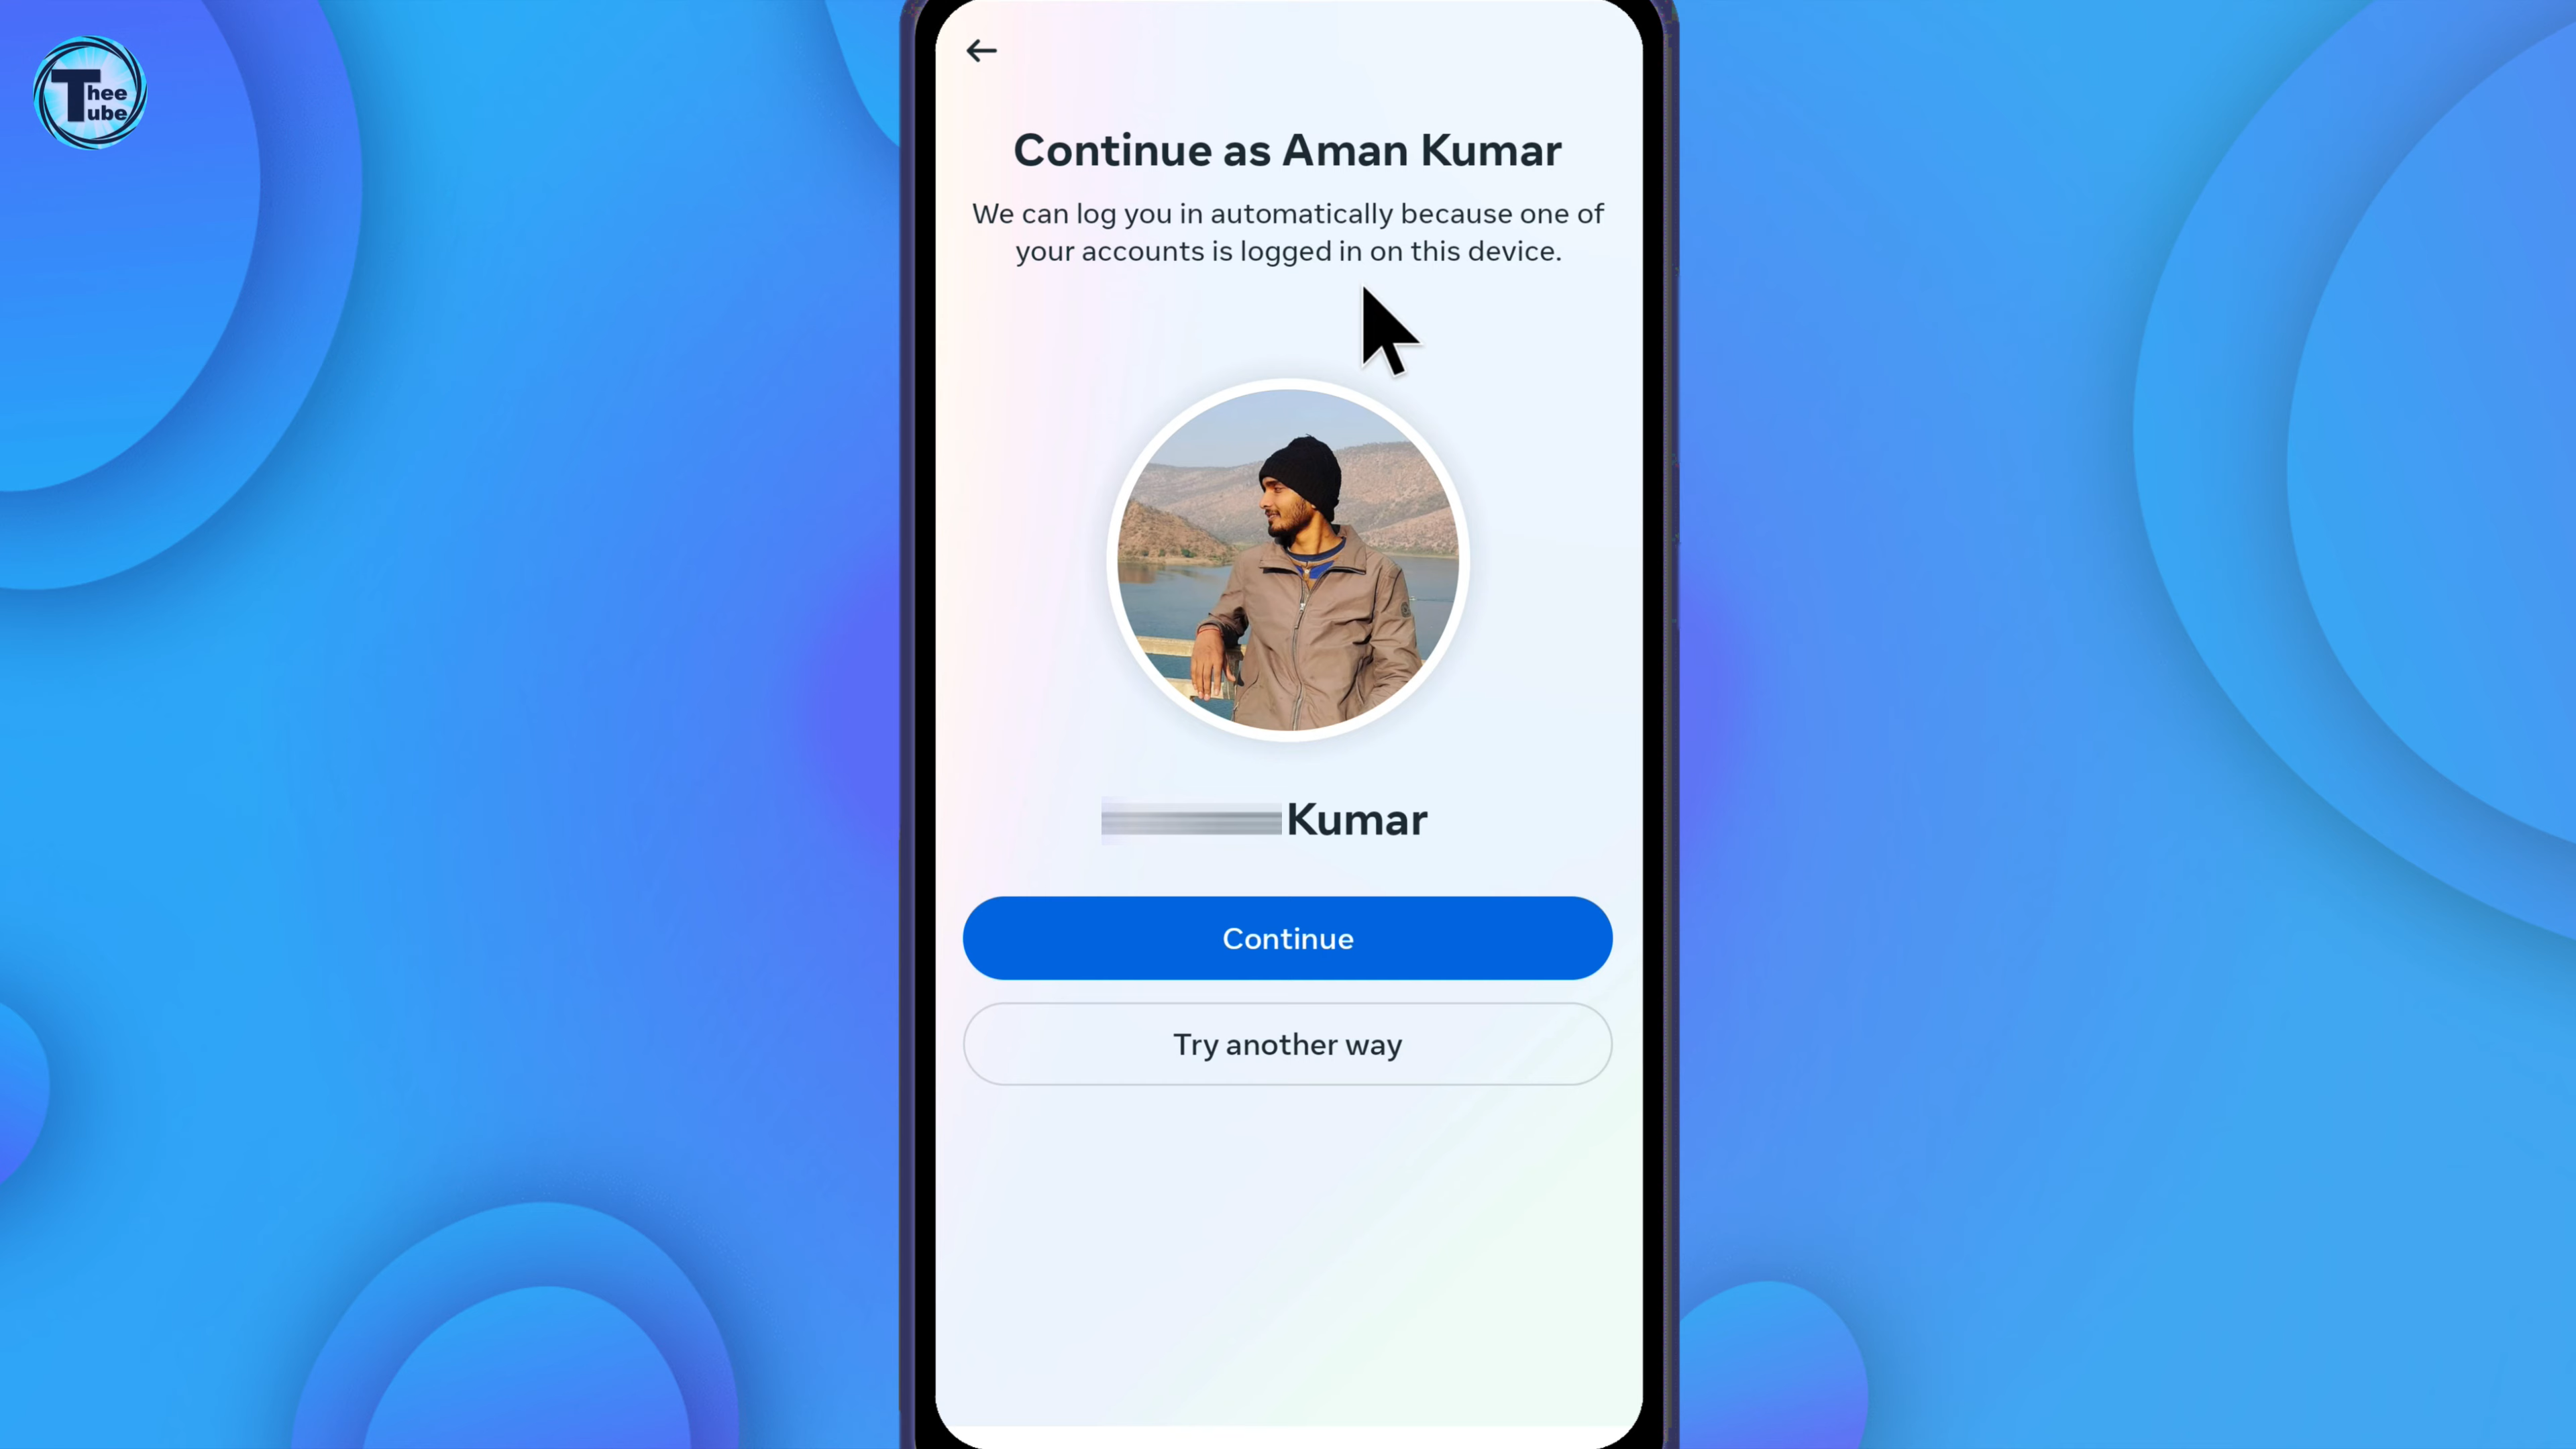 Thee
Tube
Continue as Aman Kumar
We can log you in automatically because one of
your accounts is logged in on this device.
Kumar
Continue
Try another way